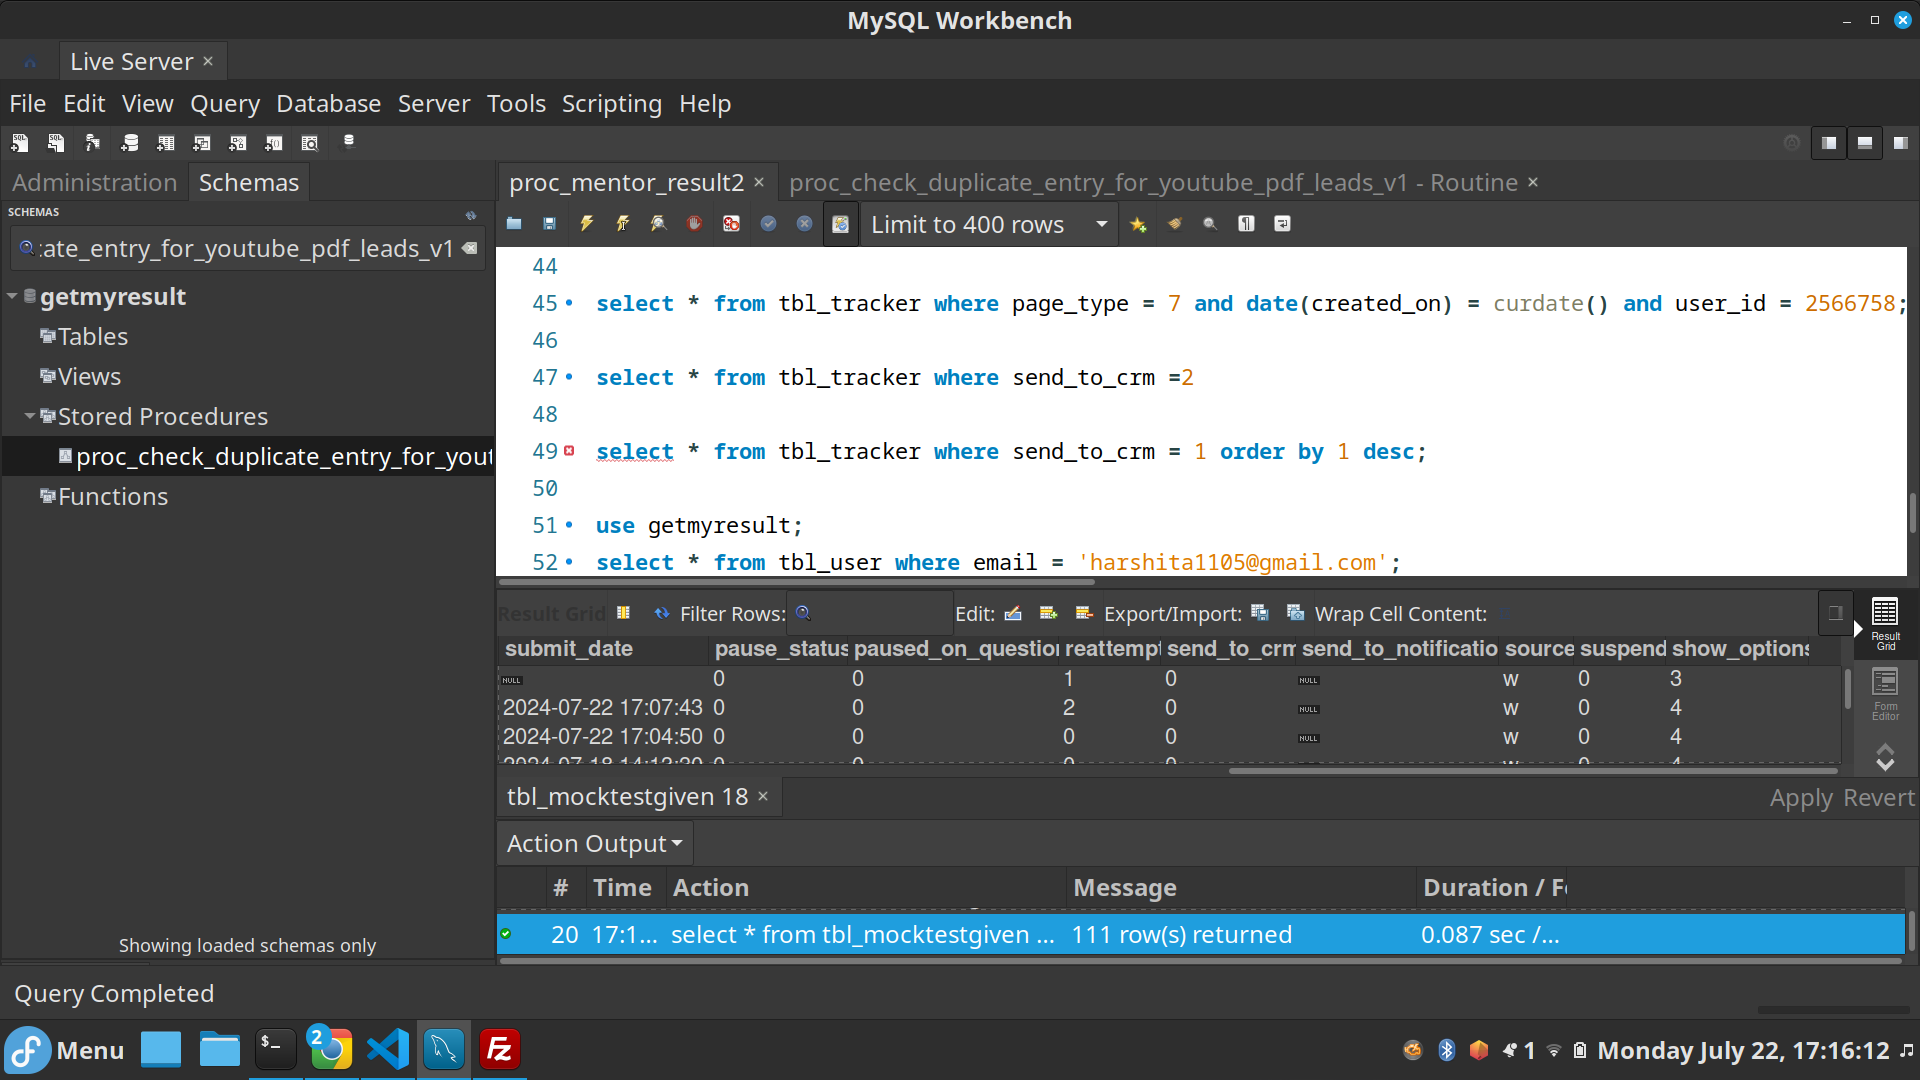 MySQL Workbench
Live Server
File Edit View Query Database Server Tools Scripting Help
Administration Schemas
proc_mentor_result2 proc_check_duplicate_entry_for_youtube_pdf_leads_v1 - Routine
SCHEMAS
:ate_entry_for_youtube_pdf_leads_v1
Limit to 400 rows
getmyresult
Tables
Views
Stored Procedures
proc_check_duplicate_entry_for_yout
Functions
Showing loaded schemas only
44
45 select * from tbl_tracker where page_type = 7 and date(created_on) = curdate() and user_id = 2566758;
46
47 select * from tbl_tracker where send_to_crm =2
48
49 select * from tbl_tracker where send_to_crm = 1 order by 1 desc;
50
51 use getmyresult;
52 select * from tbl_user where email = 'harshita1105@gmail.com';
Result Grid Filter Rows: Edit: Export/Import: Wrap Cell Content:
submit_date pause_status paused_on_question reattempt send_to_crm send_to_notificatio source suspend show_options
NULL 0 0 1 0 NULL w 0 3
2024-07-22 17:07:43 0 0 2 0 NULL w 0 4
2024-07-22 17:04:50 0 0 0 0 NULL w 0 4
Result Grid
Form Editor
tbl_mocktestgiven 18
Apply Revert
Action Output
# Time Action Message Duration / Fe
20 17:1... select * from tbl_mocktestgiven ... 111 row(s) returned 0.087 sec /...
Query Completed
Menu
$_
2
Fz
1
Monday July 22, 17:16:12